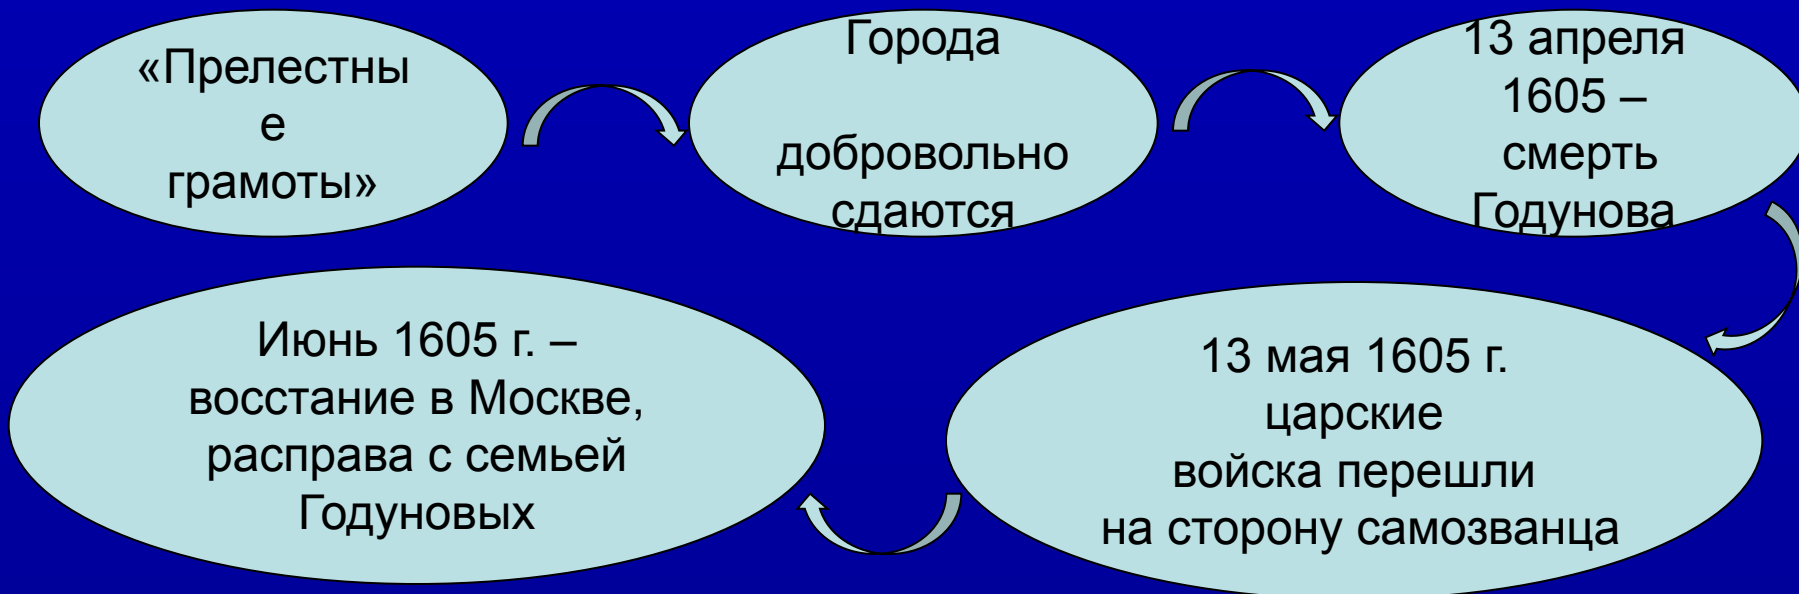 «Прелестны
е
грамоты»
Города
добровольно
сдаются
13 апреля
1605 –
смерть
Годунова
13 мая 1605 г.
царские
войска перешли
на сторону самозванца
Июнь 1605 г. –
восстание в Москве,
расправа с семьей
Годуновых